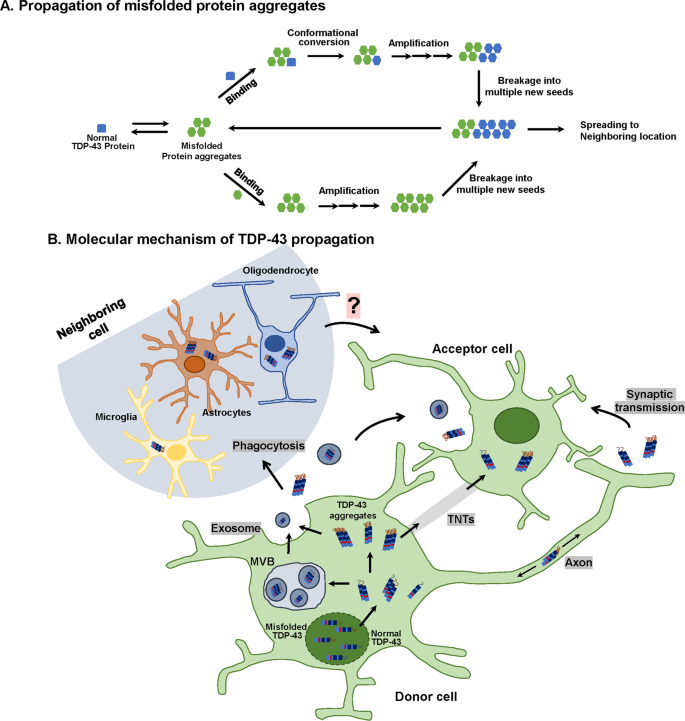 A. Propagation of misfolded protein aggregates
Conformational
conversion
Amplification
Binding
Breakage into
multiple new seeds
Normal
TDP-43 Protein
Misfolded
Protein aggregates
Spreading to
Neighboring location
Binding
Amplification
Breakage into
multiple new seeds
B. Molecular mechanism of TDP-43 propagation
Oligodendrocyte
?
Neighboring
cell
Acceptor cell
Microglia
Astrocytes
Synaptic
transmission
Phagocytosis
TDP-43
aggregates
Exosome
TNTs
MVB
Axon
Misfolded
TDP-43
Normal
TDP-43
Donor cell